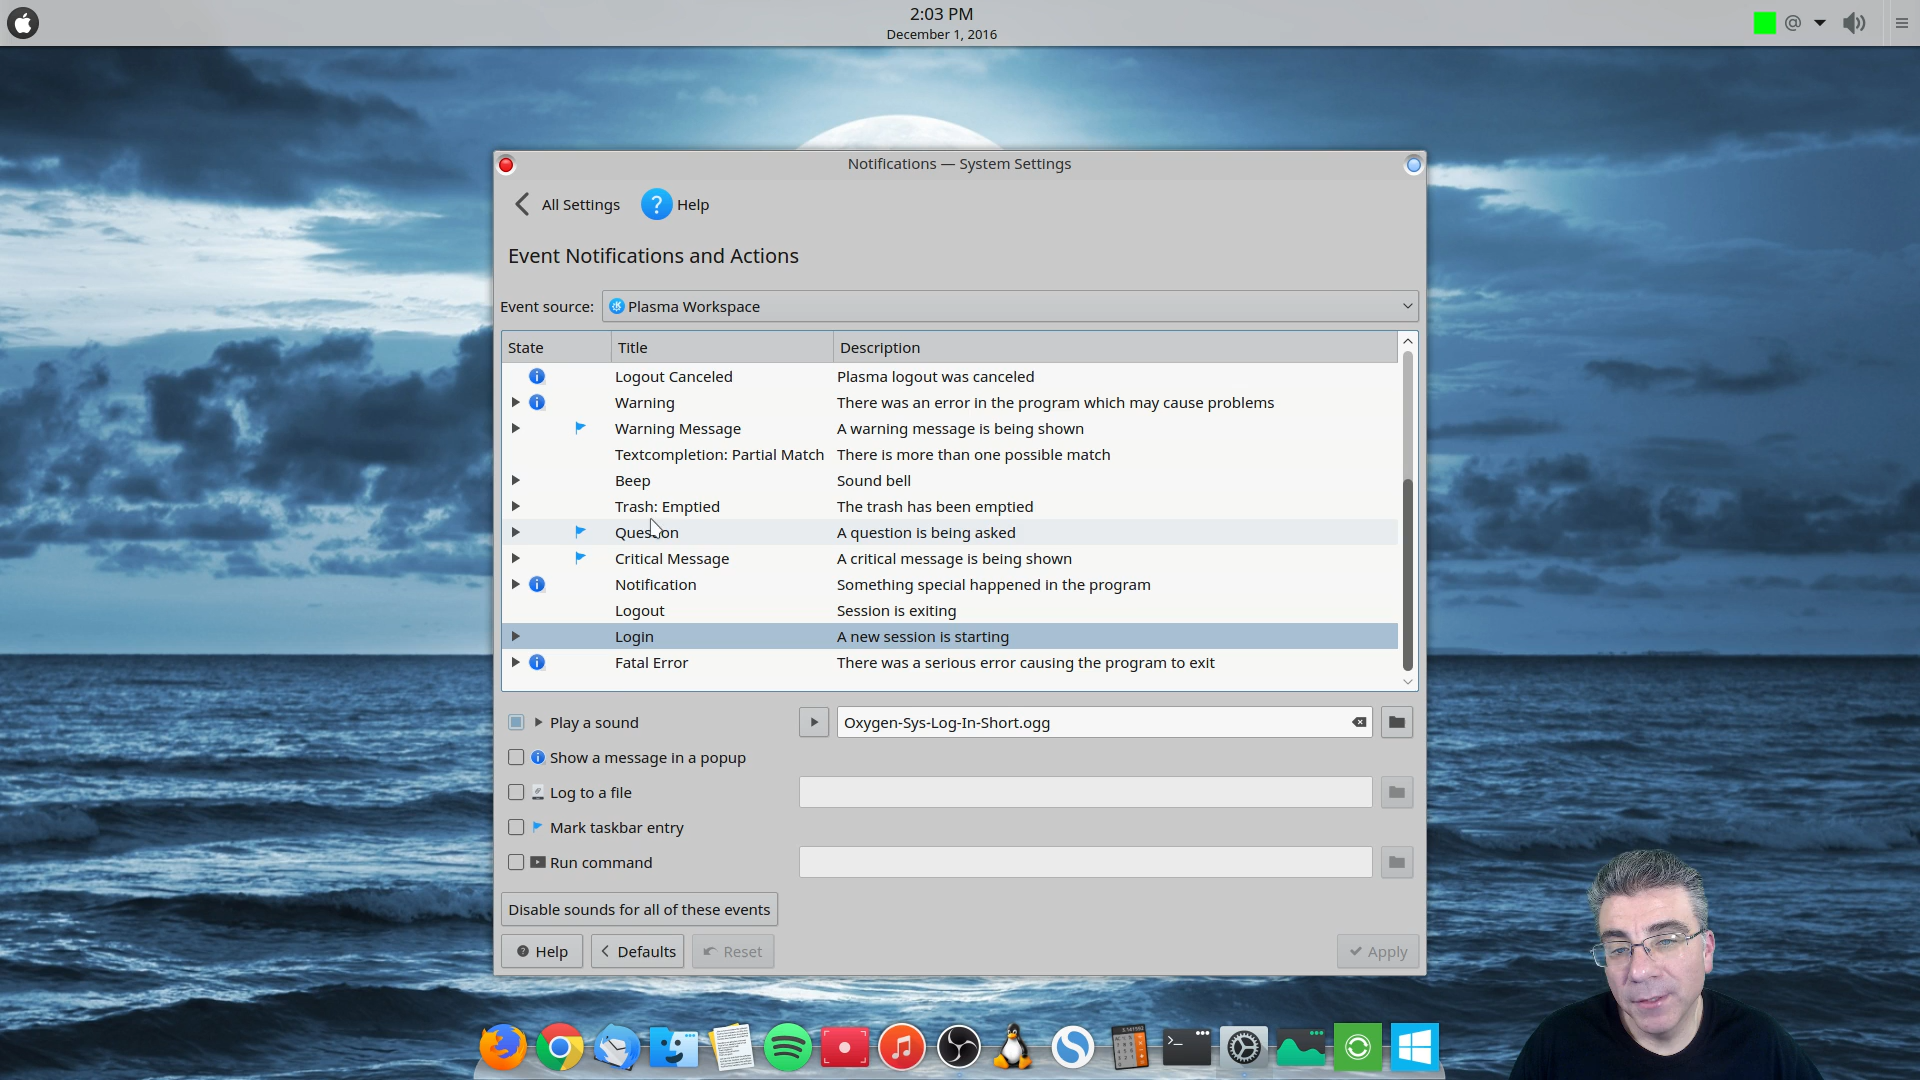 2:03 PM
December 1, 2016
@
Notifications — System Settings
All Settings
? Help
Event Notifications and Actions
Event source: Plasma Workspace
State Title Description
Logout Canceled Plasma logout was canceled
Warning There was an error in the program which may cause problems
Warning Message A warning message is being shown
Textcompletion: Partial Match There is more than one possible match
Beep Sound bell
Trash: Emptied The trash has been emptied
Question A question is being asked
Critical Message A critical message is being shown
Notification Something special happened in the program
Logout Session is exiting
Login A new session is starting
Fatal Error There was a serious error causing the program to exit
Play a sound Oxygen-Sys-Log-In-Short.ogg
Show a message in a popup
Log to a file
Mark taskbar entry
Run command
Disable sounds for all of these events
Help Defaults Reset Apply